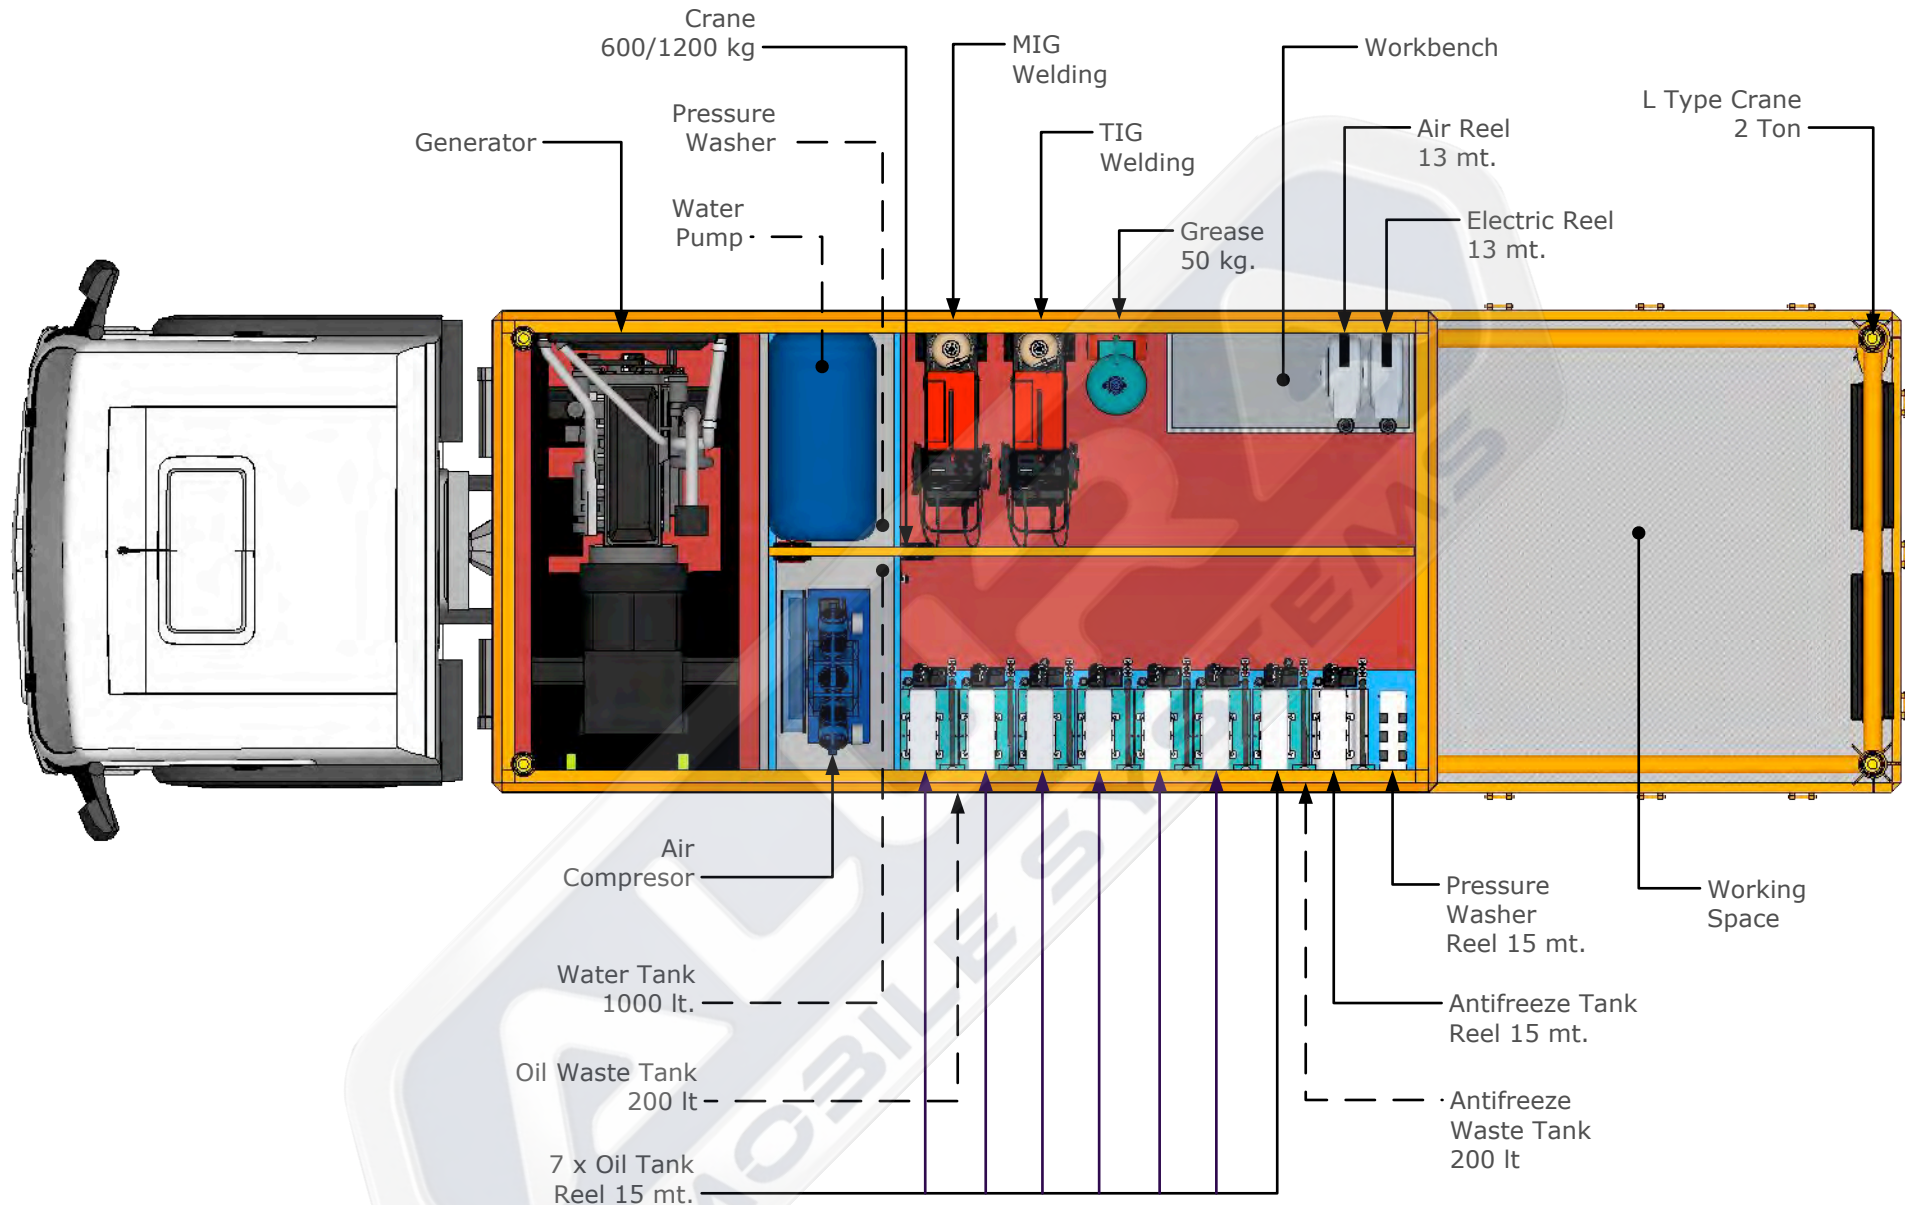 Crane
600/1200 kg
MIG
Welding
Workbench
L Type Crane
2 Ton
Pressure
Washer
Generator
TIG
Welding
Air Reel
13 mt.
Water
Pump
Grease
50 kg.
Electric Reel
13 mt.
Air
Compresor
Pressure
Washer
Reel 15 mt.
Working
Space
Water Tank
1000 lt.
Antifreeze Tank
Reel 15 mt.
Oil Waste Tank
200 lt
Antifreeze
Waste Tank
200 lt
7 x Oil Tank
Reel 15 mt.
MOBILE SYSTEMS